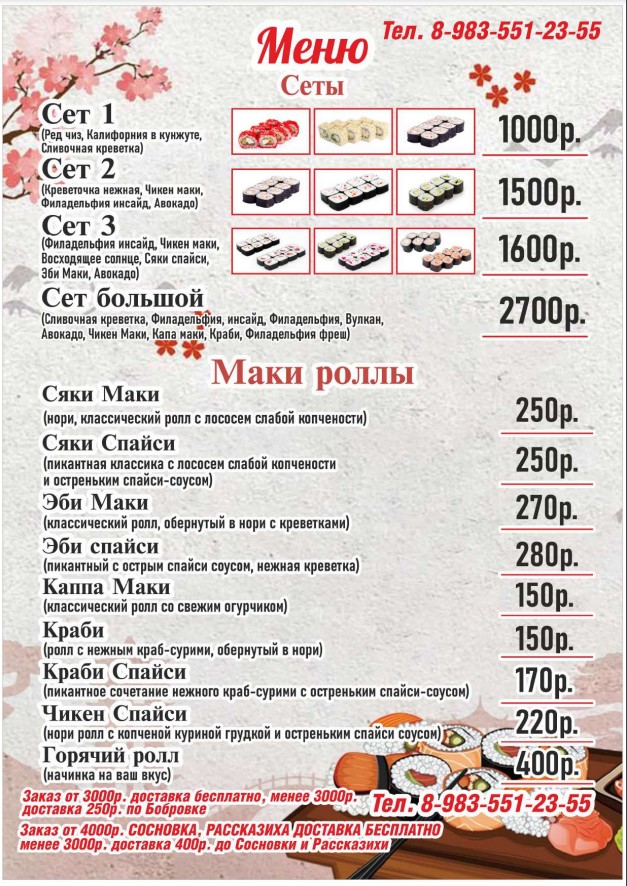 Меню
Тел. 8-983-551-23-55
Сеты
Сет 1
(Ред чиз, Калифорния в кунжуте,
Сливочная креветка)
1000р.
Сет 2
(Креветочка нежная, Чикен маки,
Филадельфия инсайд, Авокадо)
1500р.
Сет 3
(Филадельфия инсайд, Чикен маки,
Восходящее солнце, Сяки спайси,
Эби Маки, Авокадо)
1600р.
Сет большой
(Сливочная креветка, Филадельфия, инсайд, Филадельфия, Вулкан,
Авокадо, Чикен Маки, Капа маки, Краби, Филадельфия фреш)
2700р.
Маки роллы
Сяки Маки
(нори, классический ролл с лососем слабой копчености)
250р.
Сяки Спайси
(пикантная классика с лососем слабой копчености
и остреньким спайси-соусом)
250р.
Эби Маки
(классический ролл, обернутый в нори с креветками)
270р.
Эби спайси
(пикантный с острым спайси соусом, нежная креветка)
280р.
Каппа Маки
(классический ролл со свежим огурчиком)
150р.
Краби
(ролл с нежным краб-сурими, обернутый в нори)
150р.
Краби Спайси
(пикантное сочетание нежного краб-сурими с остреньким спайси-соусом)
170р.
Чикен Спайси
(нори ролл с копченой куриной грудкой и остреньким спайси соусом)
220р.
Горячий ролл
(начинка на ваш вкус)
400р.
Заказ от 3000р. доставка бесплатно, менее 3000р.
доставка 250р. по Бобровке
Тел. 8-983-551-23-55
Заказ от 4000р. СОСНОВКА, РАССКАЗИХА ДОСТАВКА БЕСПЛАТНО
менее 3000р. доставка 400р. до Сосновки и Рассказихи